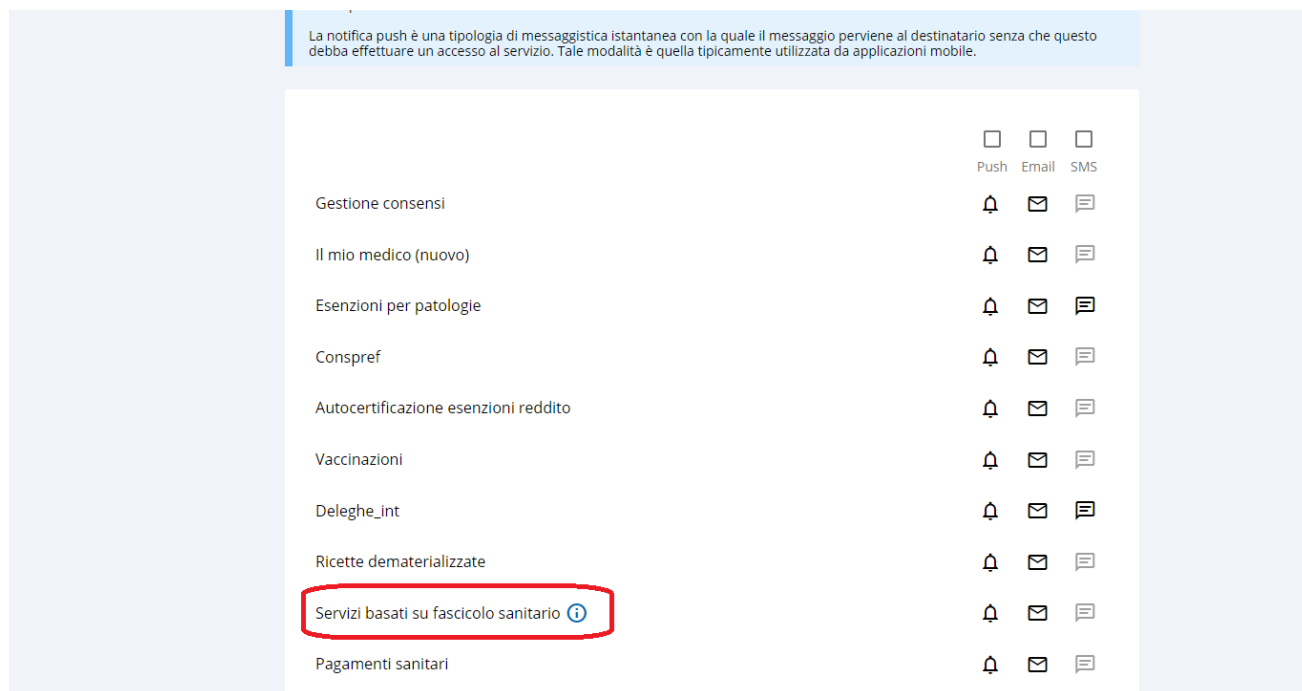 La notifica push è una tipologia di messaggistica istantanea con la quale il messaggio perviene al destinatario senza che questo
debba effettuare un accesso al servizio. Tale modalità è quella tipicamente utilizzata da applicazioni mobile.
Push Email SMS
Gestione consensi
Il mio medico (nuovo)
Esenzioni per patologie
Conspref
Autocertificazione esenzioni reddito
Vaccinazioni
Deleghe_int
Ricette dematerializzate
Servizi basati su fascicolo sanitario
Pagamenti sanitari